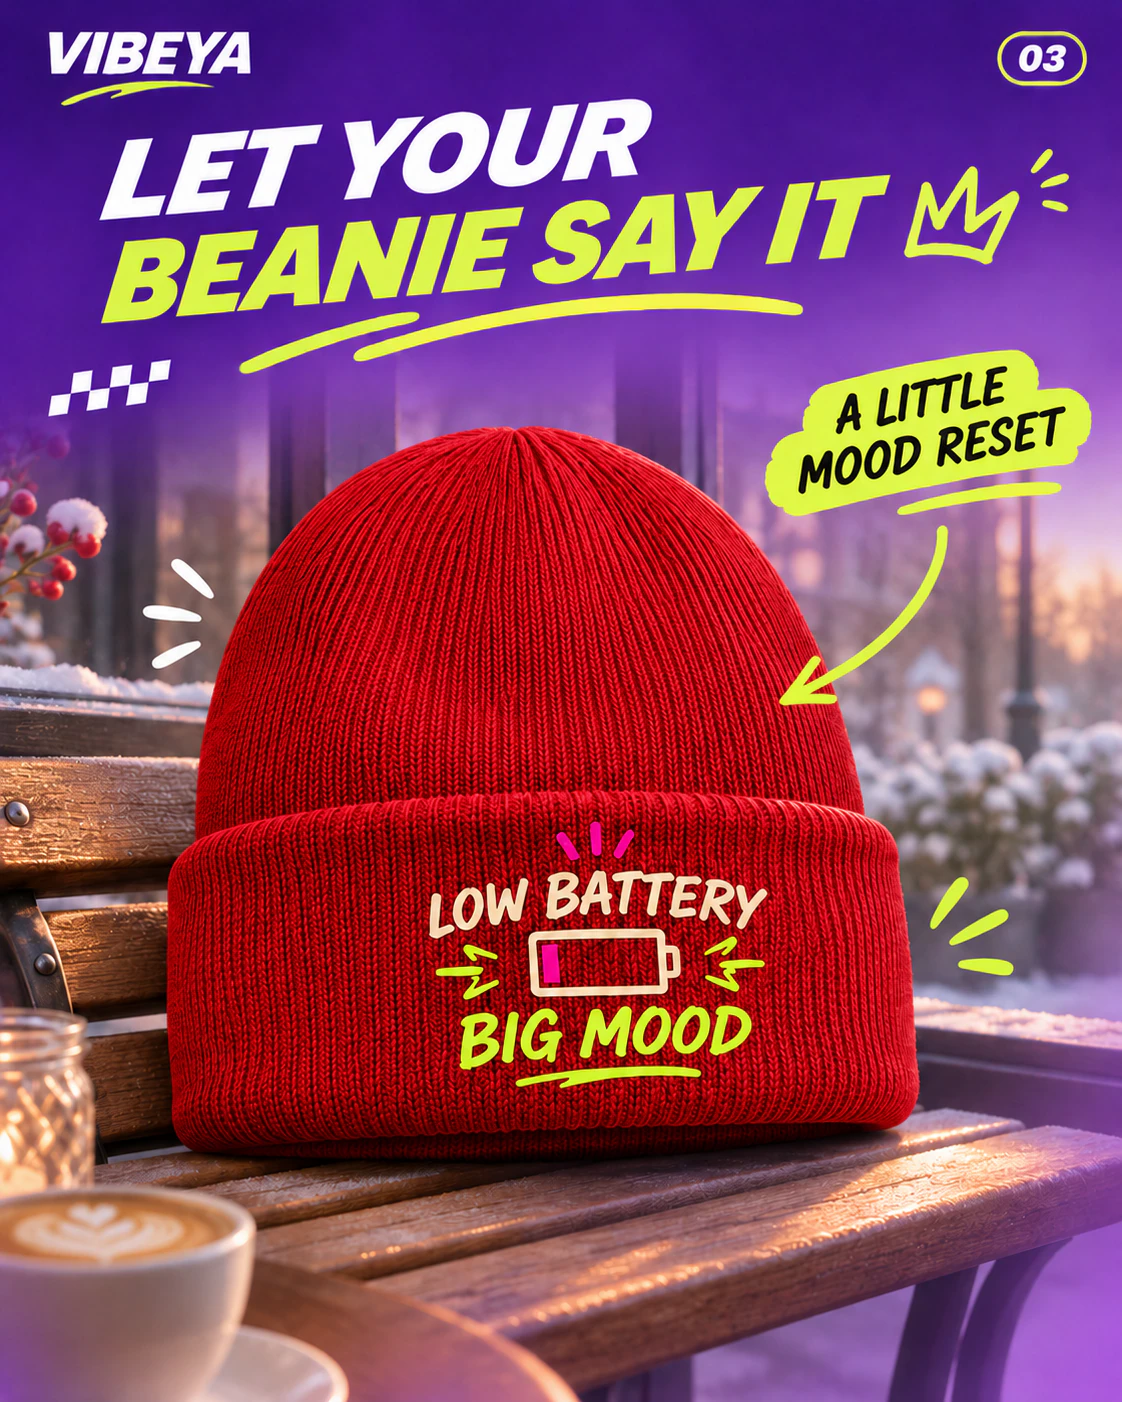 VIBEYA
03
LET YOUR
BEANIE SAY IT
A LITTLE
MOOD RESET
LOW BATTERY
BIG MOOD